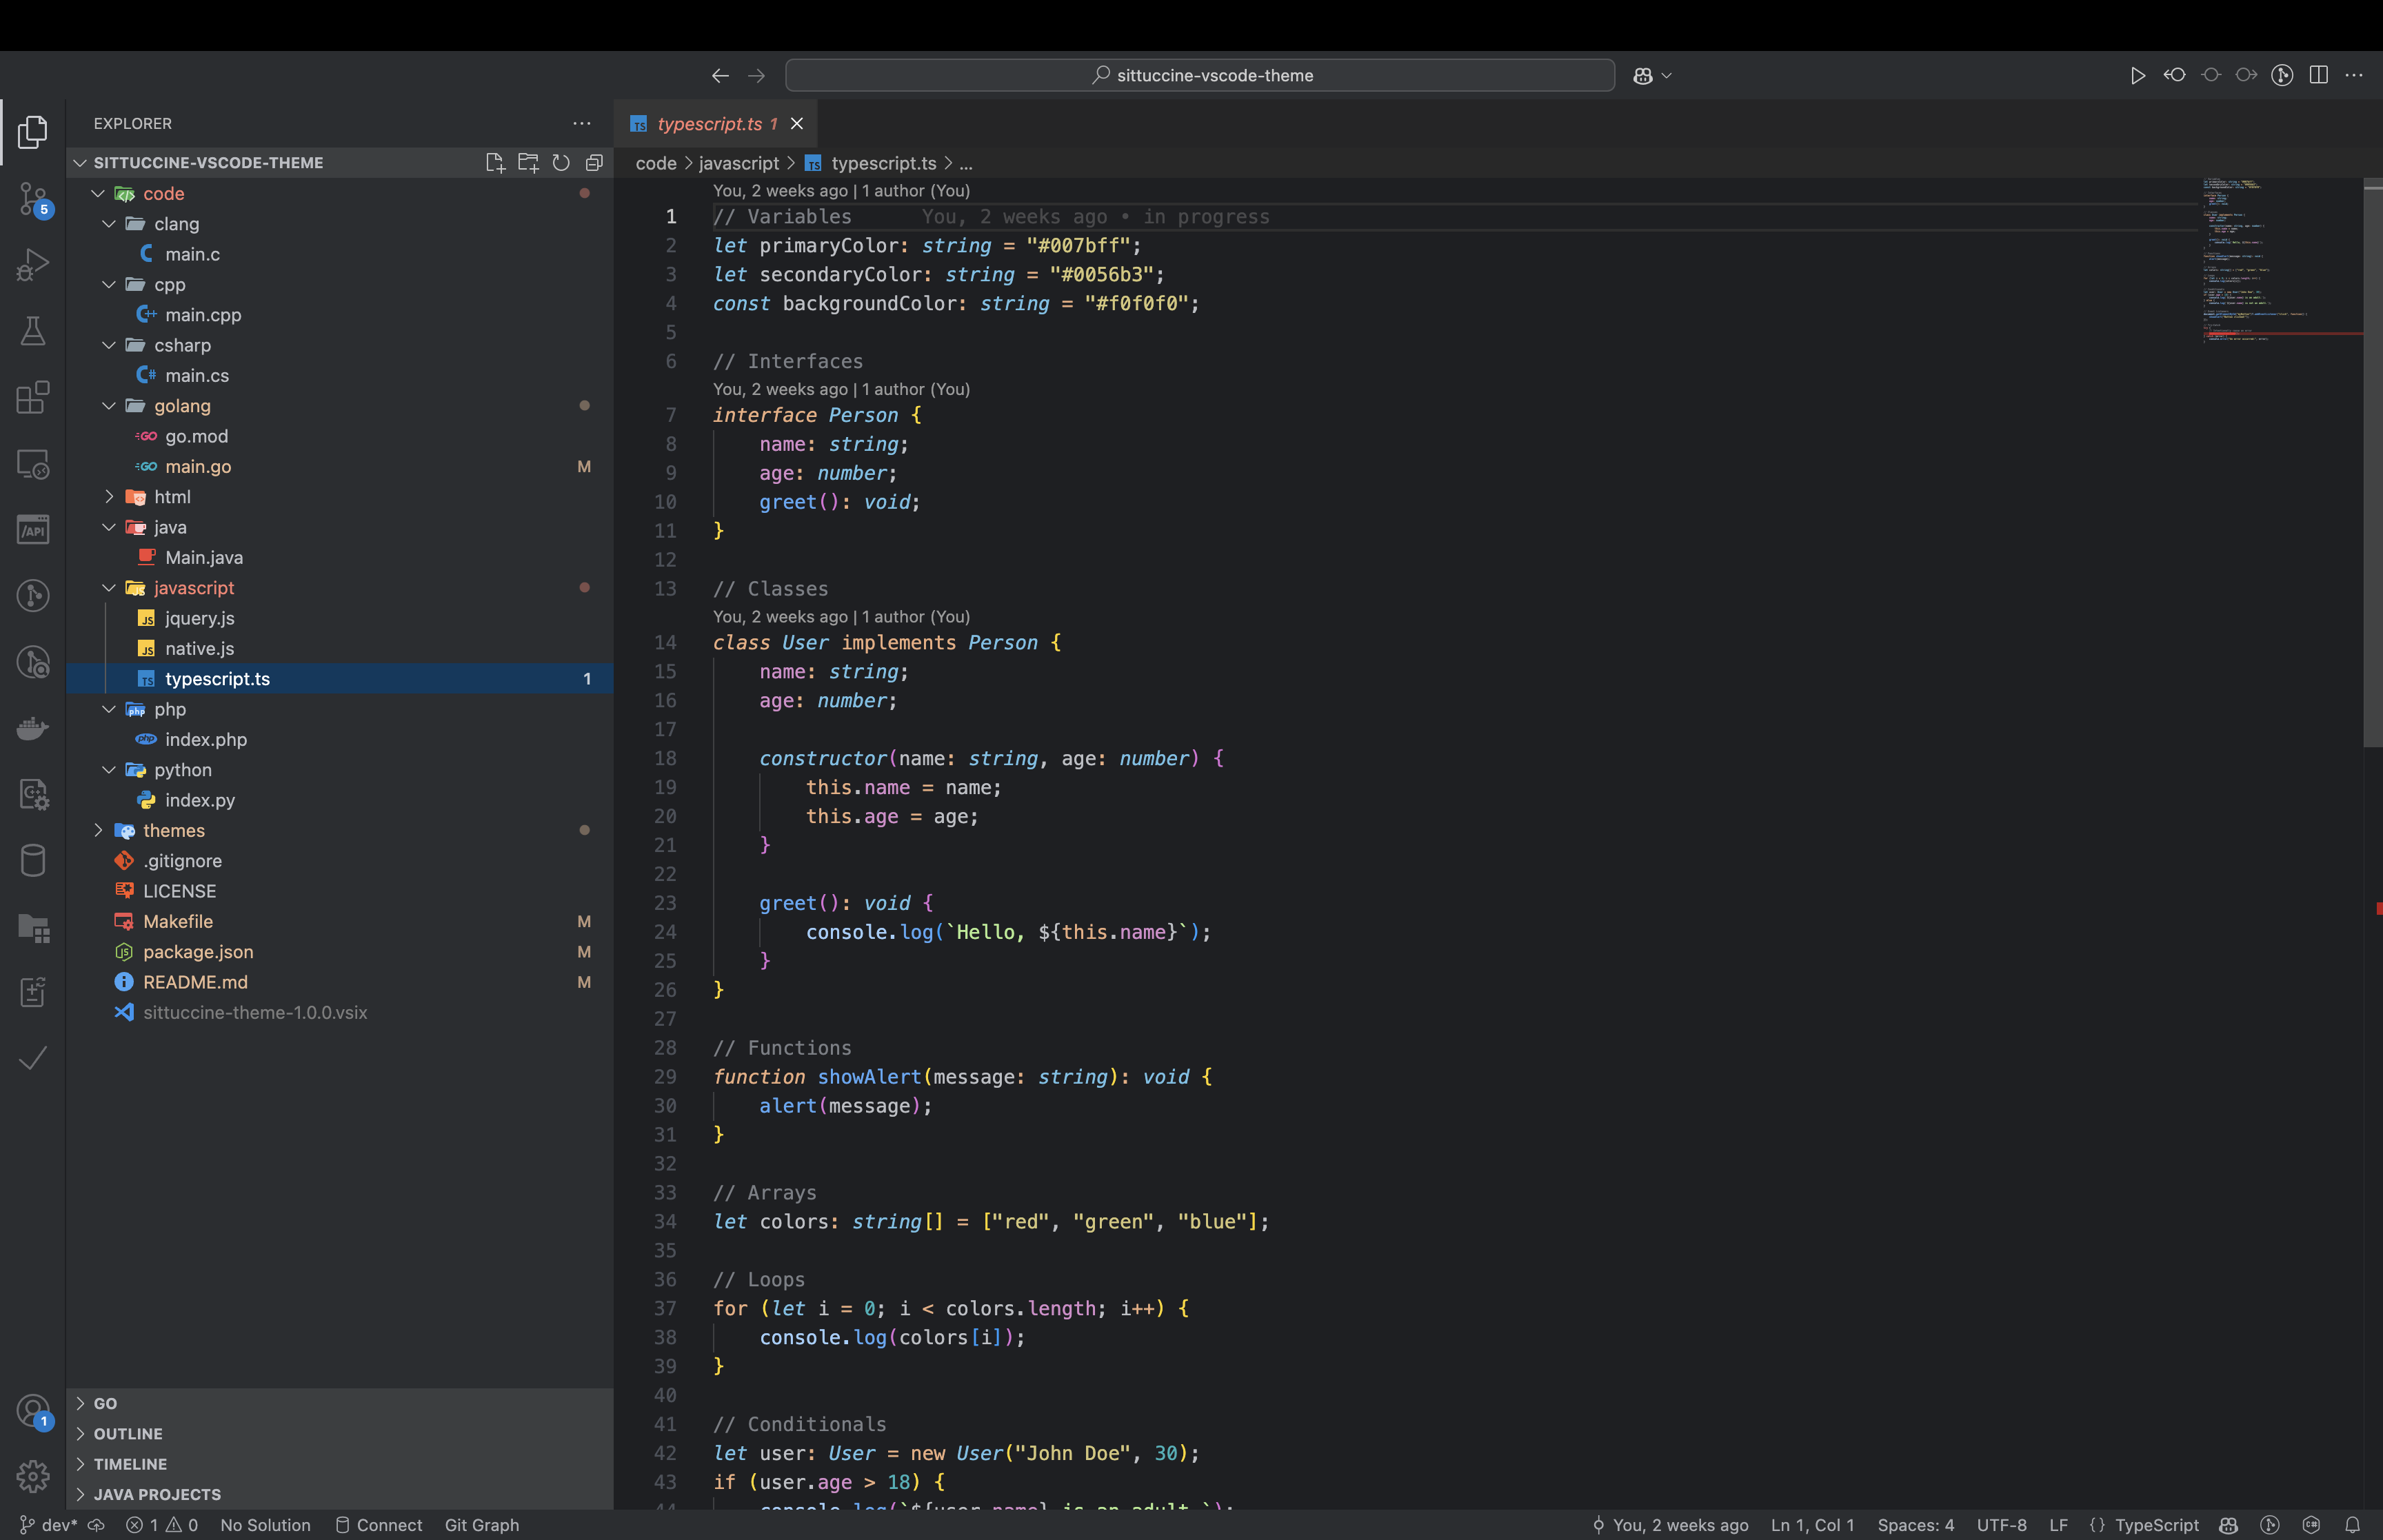 sittuccine-vscode-theme
EXPLORER
SITTUCCINE-VSCODE-THEME
code
clang
main.c
cpp
main.cpp
csharp
main.cs
golang
go.mod
main.go M
html
java
Main.java
javascript
jquery.js
native.js
typescript.ts 1
php
index.php
python
index.py
themes
.gitignore
LICENSE
Makefile M
package.json M
README.md M
sittuccine-theme-1.0.0.vsix
GO
OUTLINE
TIMELINE
JAVA PROJECTS
5
/API
1
typescript.ts 1
code > javascript > TS typescript.ts > ...
You, 2 weeks ago | 1 author (You)
1 // Variables You, 2 weeks ago • in progress
2 let primaryColor: string = "#007bff";
3 let secondaryColor: string = "#0056b3";
4 const backgroundColor: string = "#f0f0f0";
5
6 // Interfaces
You, 2 weeks ago | 1 author (You)
7 interface Person {
8 name: string;
9 age: number;
10 greet(): void;
11 }
12
13 // Classes
You, 2 weeks ago | 1 author (You)
14 class User implements Person {
15 name: string;
16 age: number;
17
18 constructor(name: string, age: number) {
19 this.name = name;
20 this.age = age;
21 }
22
23 greet(): void {
24 console.log(`Hello, ${this.name}`);
25 }
26 }
27
28 // Functions
29 function showAlert(message: string): void {
30 alert(message);
31 }
32
33 // Arrays
34 let colors: string[] = ["red", "green", "blue"];
35
36 // Loops
37 for (let i = 0; i < colors.length; i++) {
38 console.log(colors[i]);
39 }
40
41 // Conditionals
42 let user: User = new User("John Doe", 30);
43 if (user.age > 18) {
44 console.log(`${user.name} is an adult.`);
dev* 1 0 No Solution Connect Git Graph You, 2 weeks ago Ln 1, Col 1 Spaces: 4 UTF-8 LF {} TypeScript